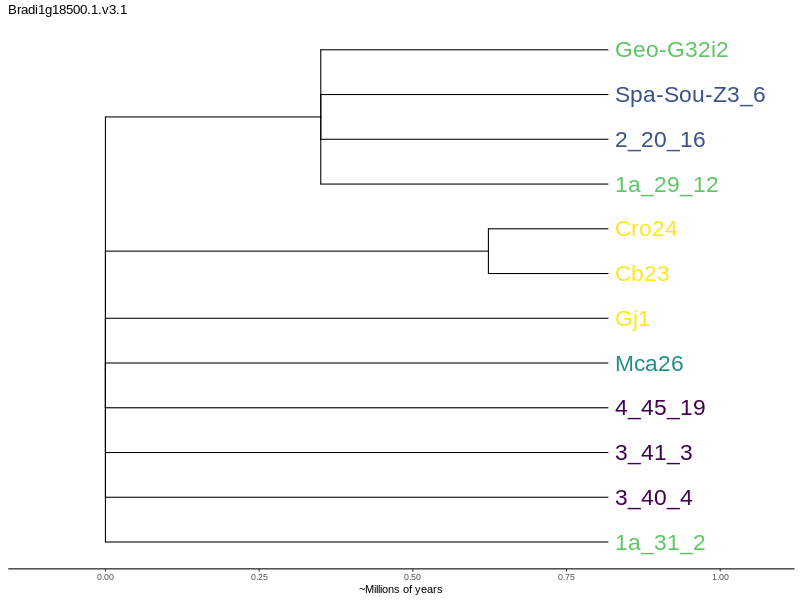 Bradi1g18500.1.v3.1
Geo-G32i2
Spa-Sou-Z3_6
2_20_16
1a_29_12
Cro24
Cb23
Gj1
Mca26
4_45_19
3_41_3
3_40_4
1a_31_2
0.00 0.25 0.50 0.75 1.00
~Millions of years